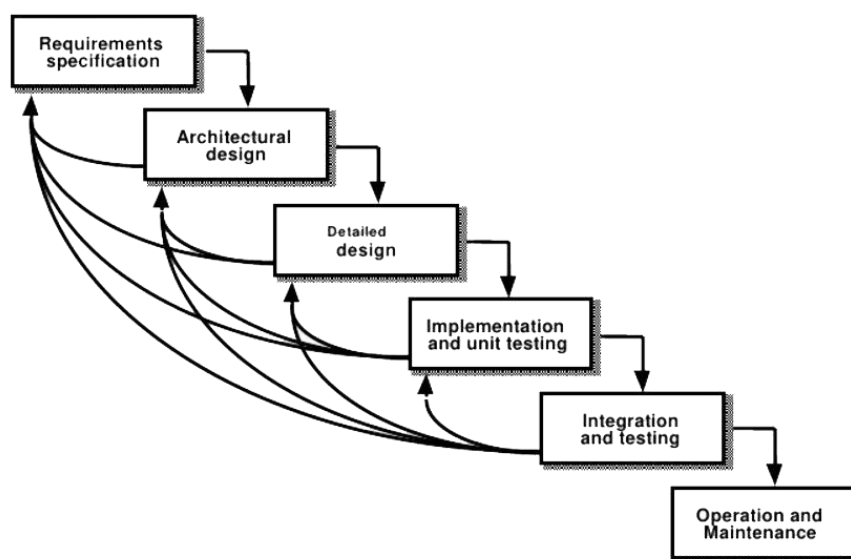 Requirements
specification
Architectural
design
Detailed
design
Implementation
and unit testing
Integration
and testing
Operation and
Maintenance